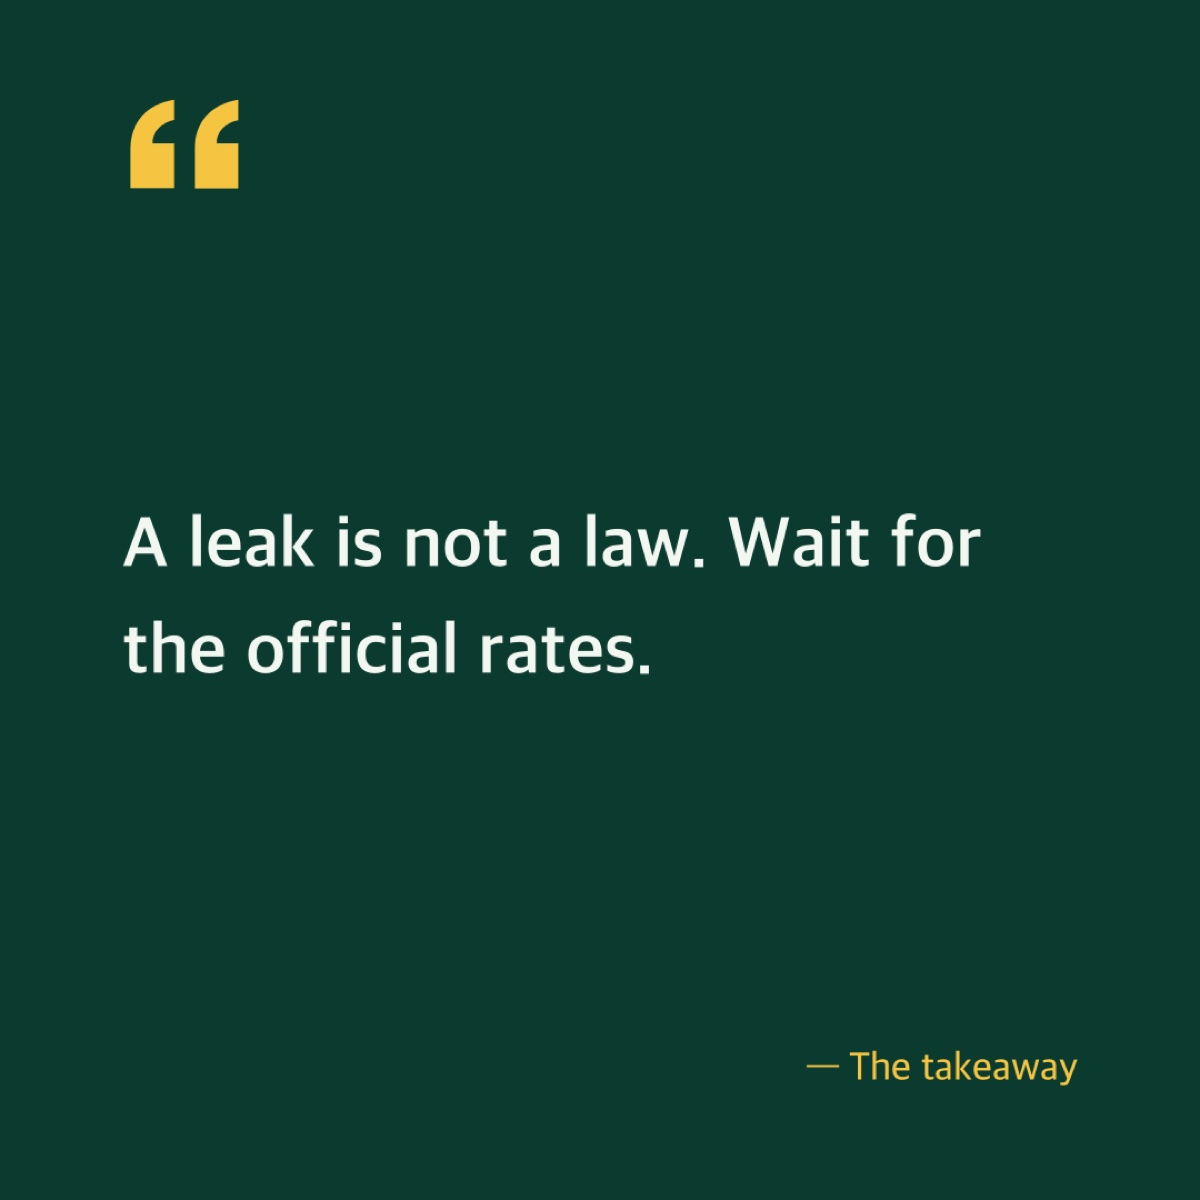 “
A leak is not a law. Wait for
the official rates.
— The takeaway